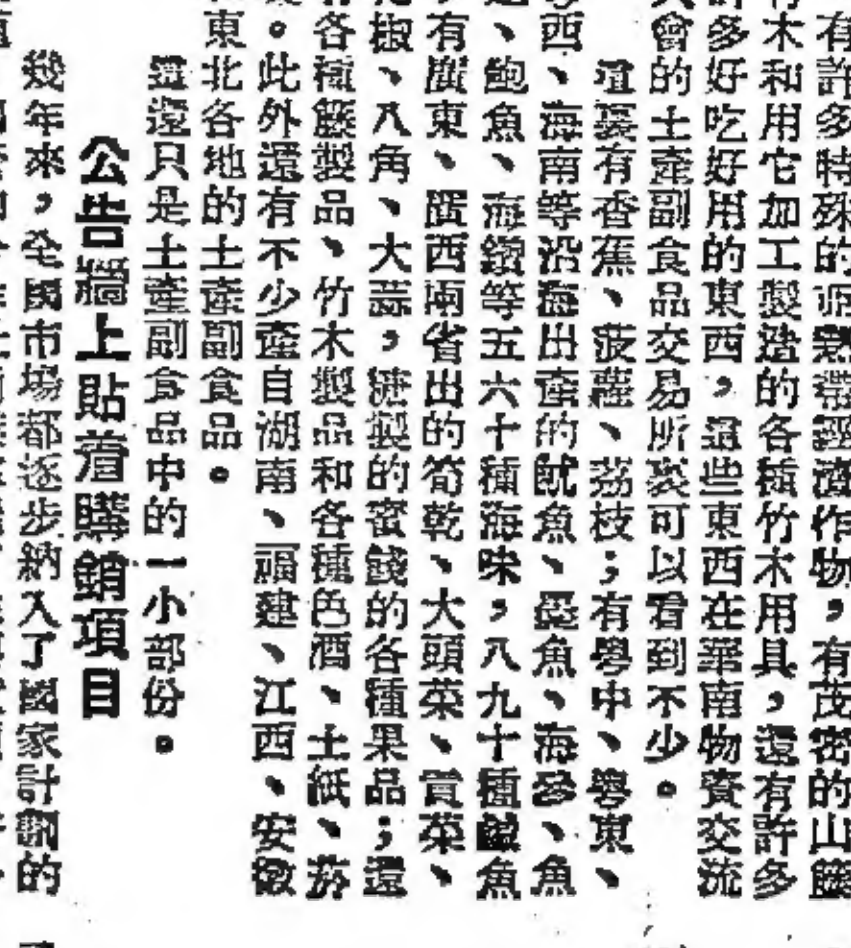 有許多特殊的亞熱帶經濟作物，有茂密的山籐
竹木和用它加工製造的各種竹木用具，還有許多
許多好吃好用的東西，這些東西在華南物資交流
大會的土產副食品交易所裏可以看到不少。
這裏有香蕉、菠蘿、荔枝；有粵中、粵東、
粵西、海南等沿海出產的魷魚、墨魚、海參、魚
、鮑魚、海鑽等五六十種海味，八九十種鹹魚
，有廣東、廣西兩省出的筍乾、大頭菜、黃菜、
椒、八角、大蒜，漬製的蜜餞的各種果品；還
有各種籐製品、竹木製品和各種色酒、土紙、葯
。此外還有不少產自湖南、福建、江西、安徽
東北各地的土產副食品。
這還只是土產副食品中的一小部份。
公告牆上貼着購銷項目
幾年來，全國市場都逐步納入了國家計劃的